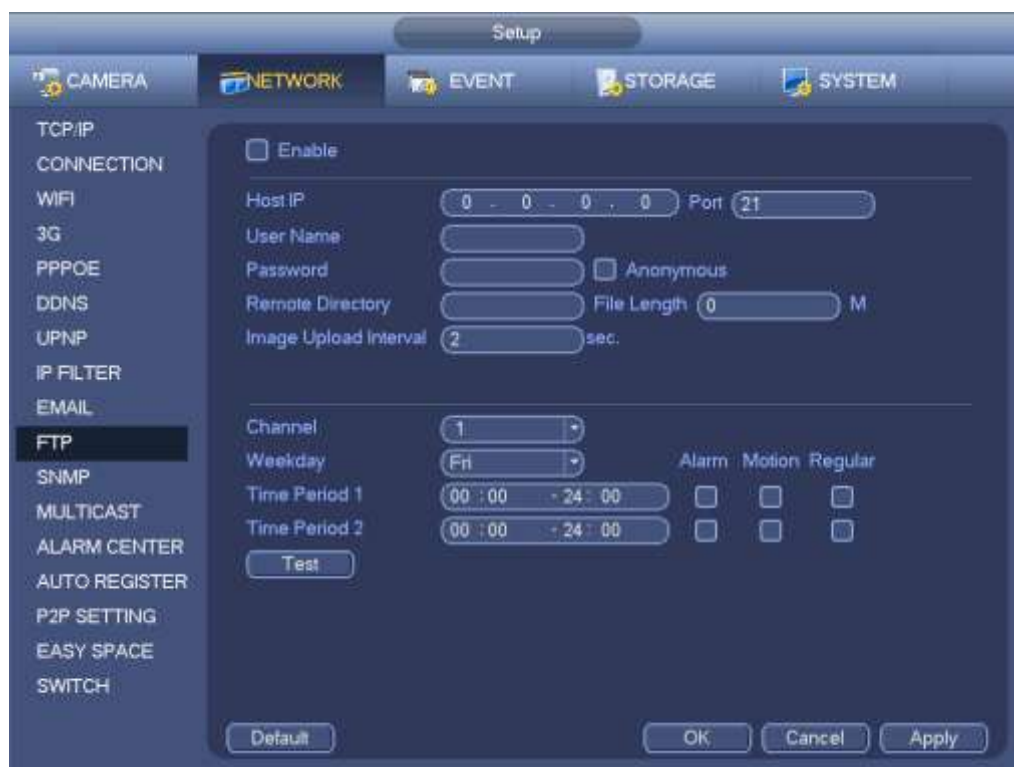 Setup
CAMERA NETWORK EVENT STORAGE SYSTEM
TCP/IP
CONNECTION
WIFI
3G
PPPOE
DDNS
UPNP
IP FILTER
EMAIL
FTP
SNMP
MULTICAST
ALARM CENTER
AUTO REGISTER
P2P SETTING
EASY SPACE
SWITCH
Enable
Host IP 0 . 0 . 0 . 0 Port 21
User Name
Password Anonymous
Remote Directory File Length 0 M
Image Upload Interval 2 sec.
Channel 1
Weekday Fri Alarm Motion Regular
Time Period 1 00 : 00 - 24 : 00
Time Period 2 00 : 00 - 24 : 00
Test
Default OK Cancel Apply